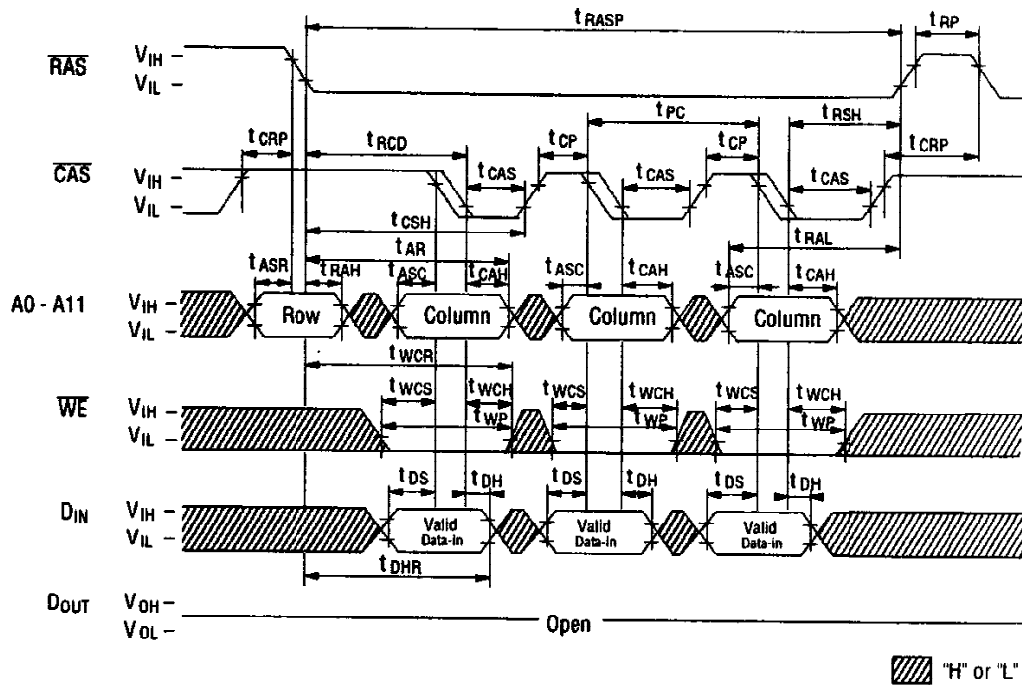 tRASP tRP
RAS VIH
VIL
tPC tRSH
tCRP tRCD tCP tCP tCRP
CAS VIH tCAS tCAS tCAS
VIL
tCSH
tAR tRAL
tASR tRAH tASC tCAH tASC tCAH tASC tCAH
A0 - A11 VIH
VIL
Row Column Column Column
tWCR
tWCS tWCH tWCS tWCH tWCS tWCH
WE VIH
VIL
tWP tWP tWP
tDS tDH tDS tDH tDS tDH
DIN VIH
VIL
Valid Data-in Valid Data-in Valid Data-in
tDHR
DOUT VOH
VOL
Open
"H" or "L"